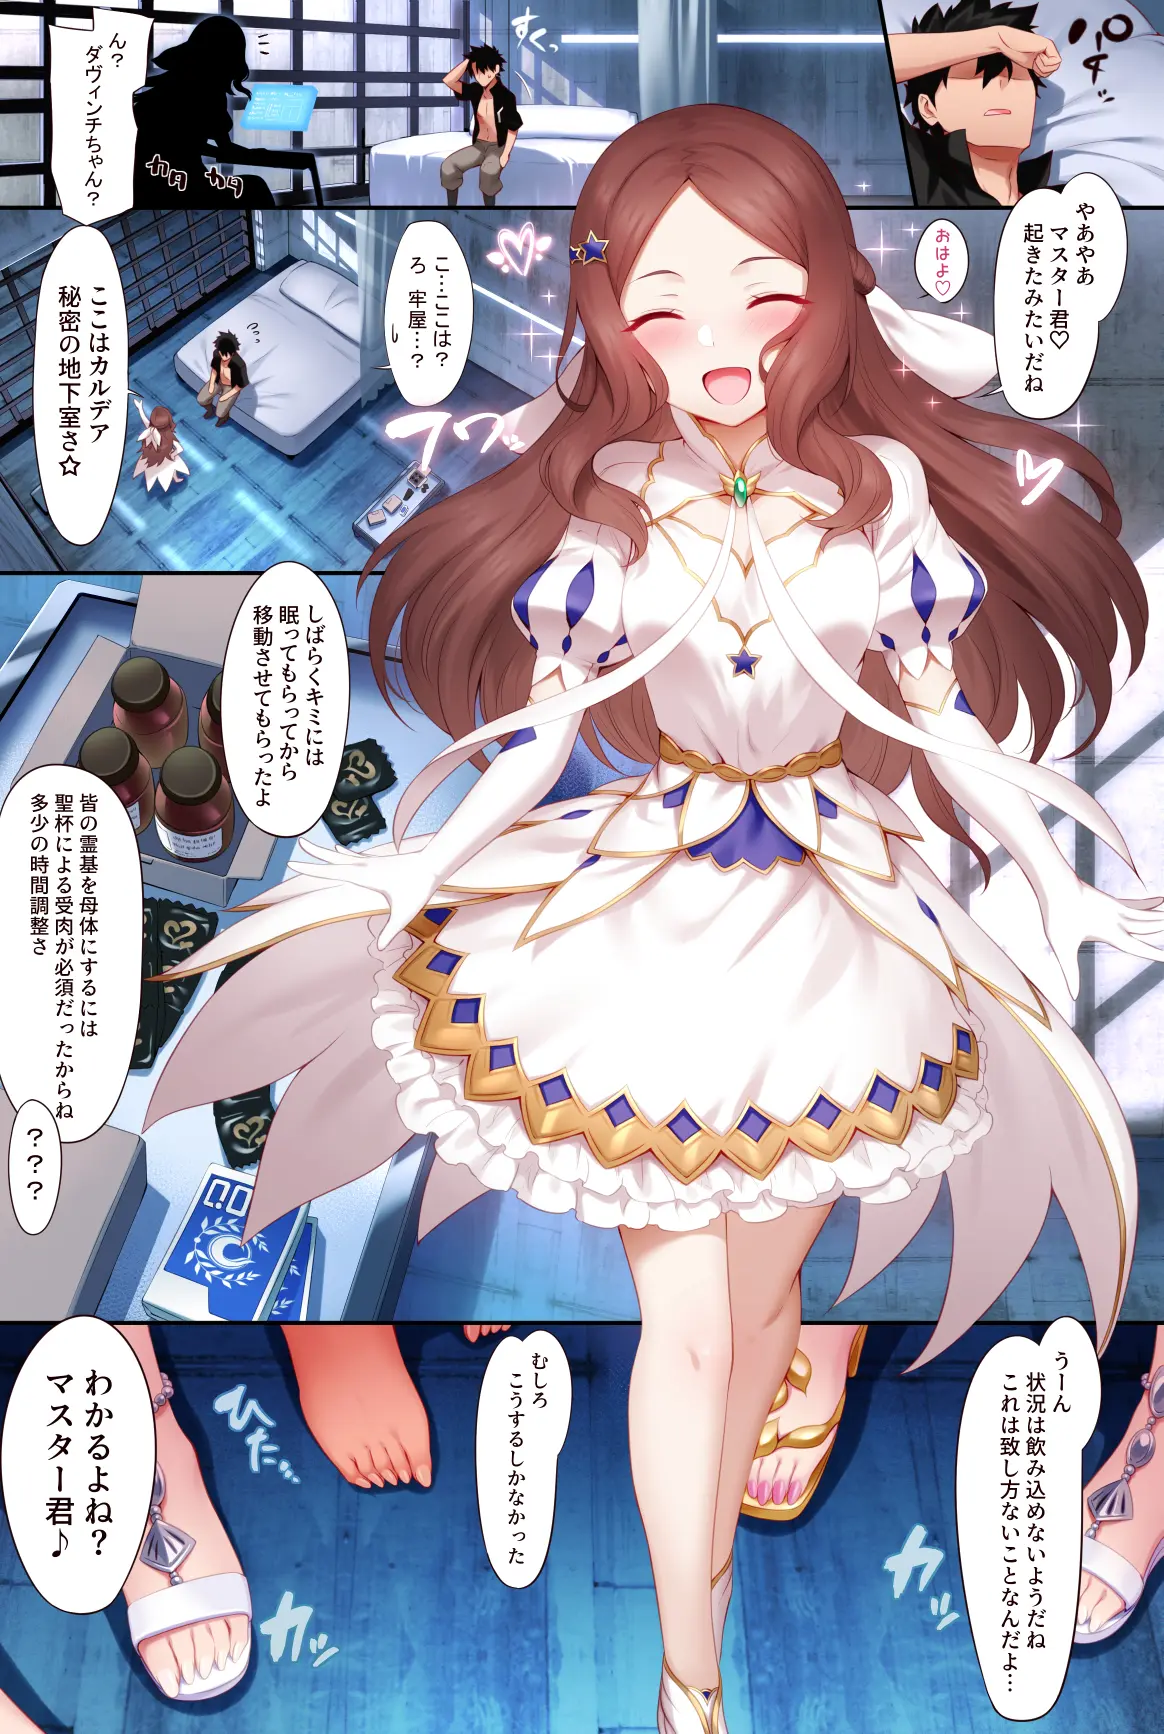 パチッ
すくっ
ん?
ダヴィンチちゃん?
カタ
カタ
やあやあ
マスター君♡
起きたみたいだね
おはよ♡
こ…ここは?
ろ 牢屋…?
フワッ
ここはカルデア
秘密の地下室さ☆
しばらくキミには
眠ってもらってから
移動させてもらったよ
皆の霊基を母体にするには
聖杯による受肉が必須だったからね
多少の時間調整さ
???
うーん
状況は飲み込めないようだね
これは致し方ないことなんだよ…
むしろ
こうするしかなかった
カッ
ひた…
カッ
わかるよね?
マスター君♪